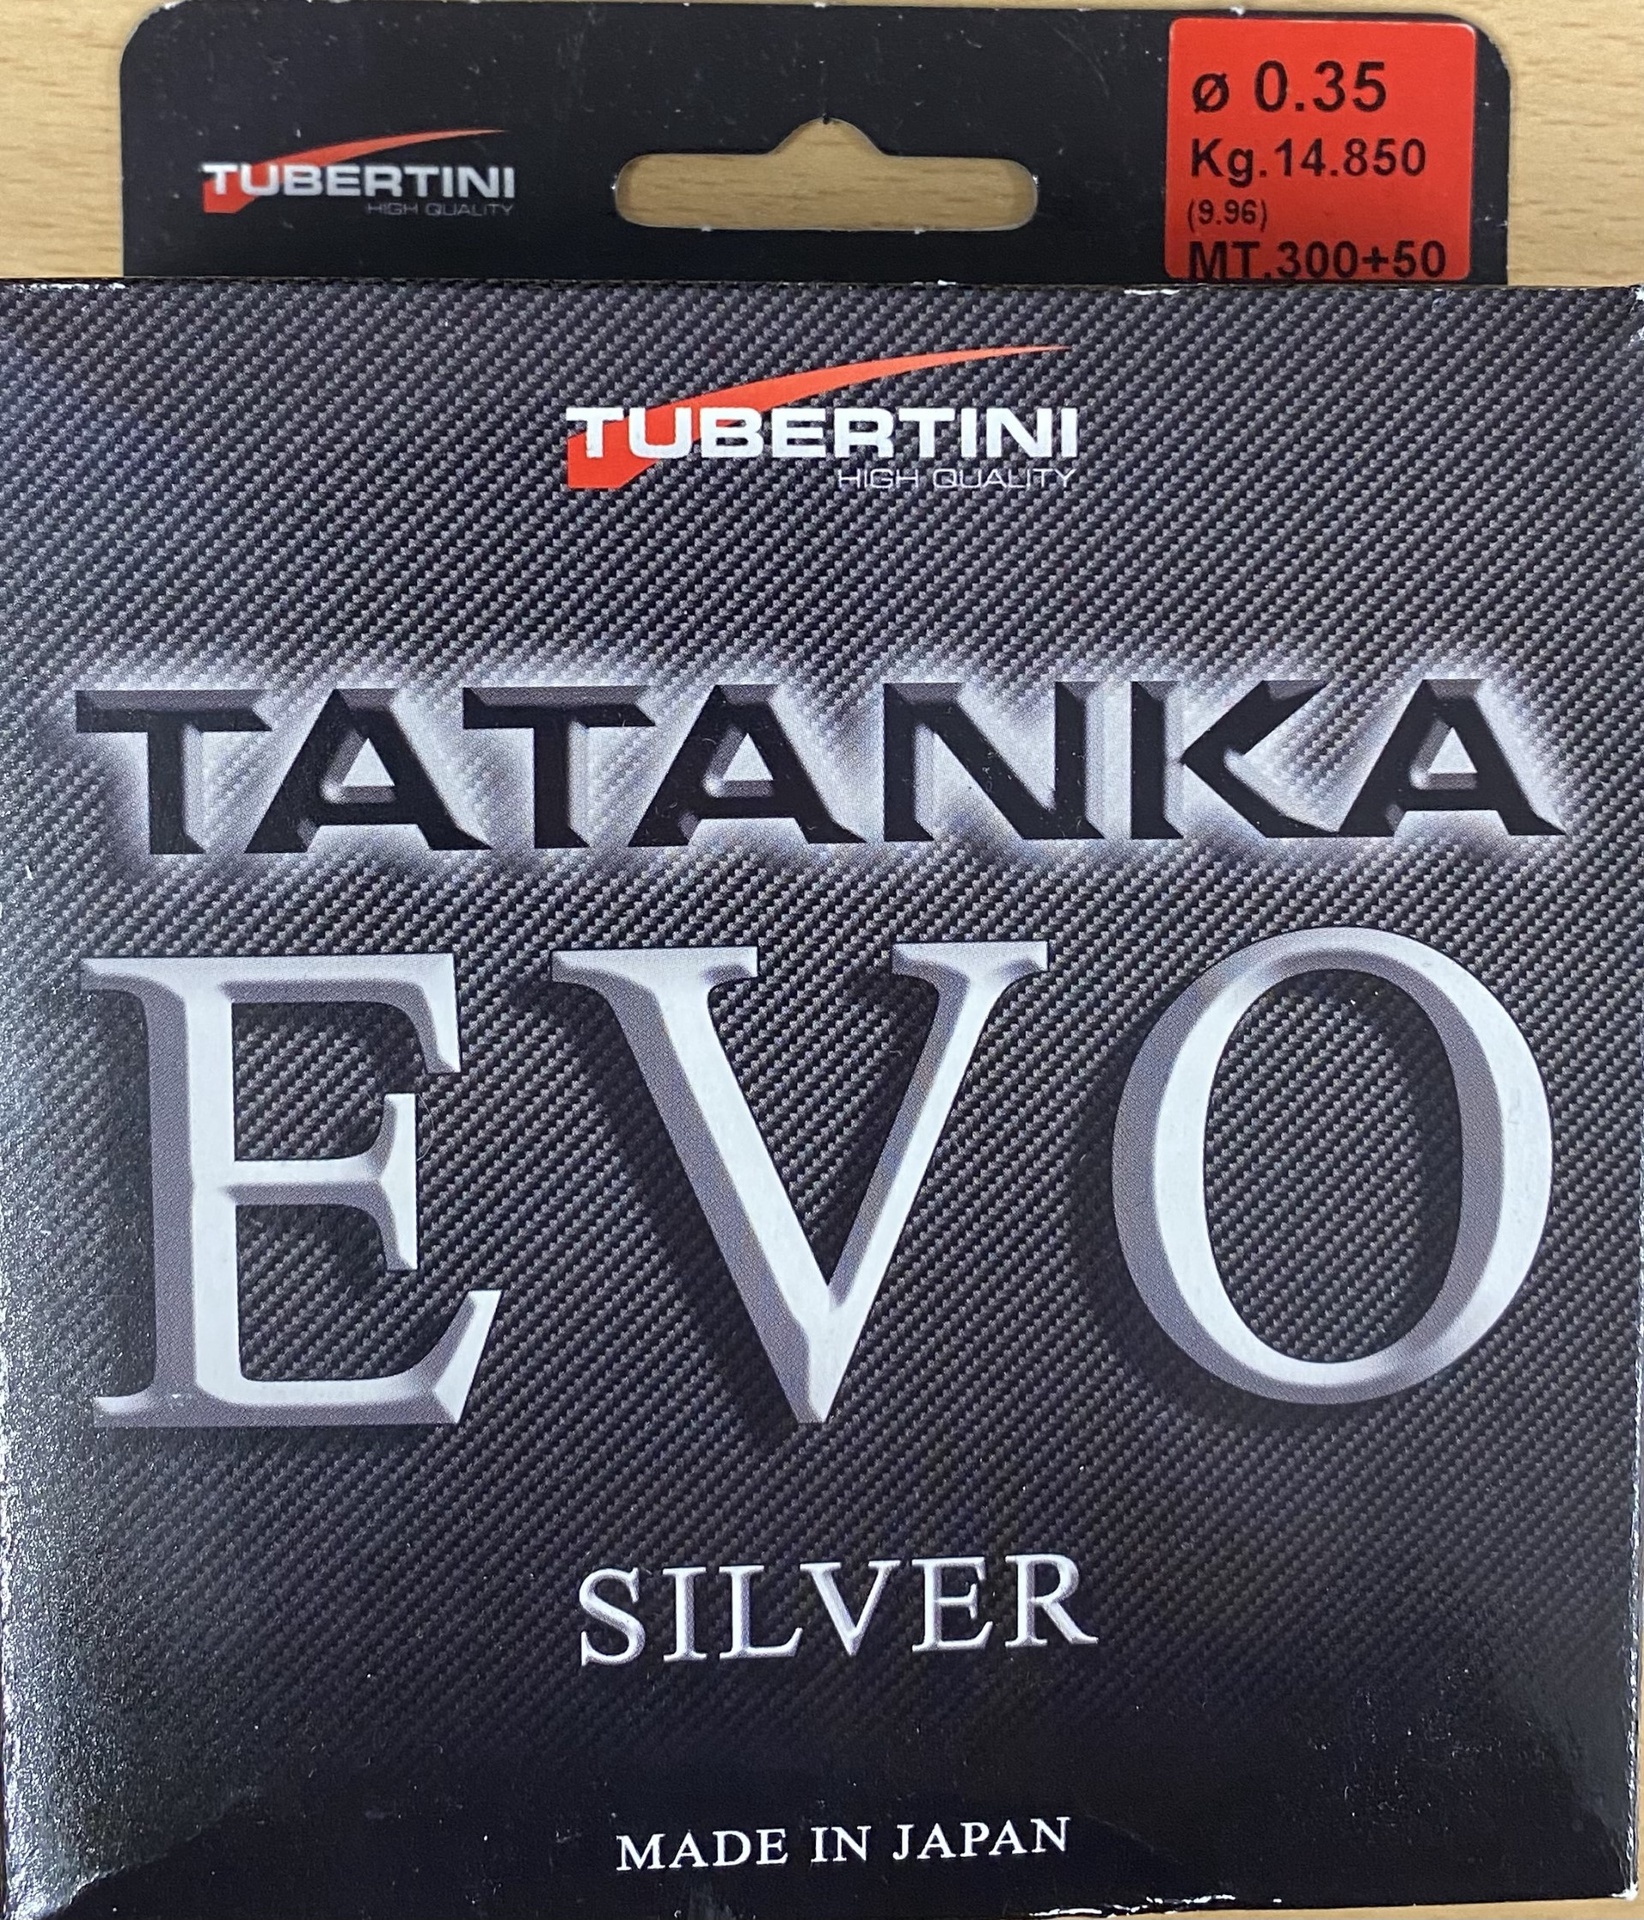 TUBERTINI
HIGH QUALITY
ø 0.35
Kg.14.850
(9.96)
MT.300+50
TUBERTINI
HIGH QUALITY
TATANKA
EVO
SILVER
MADE IN JAPAN